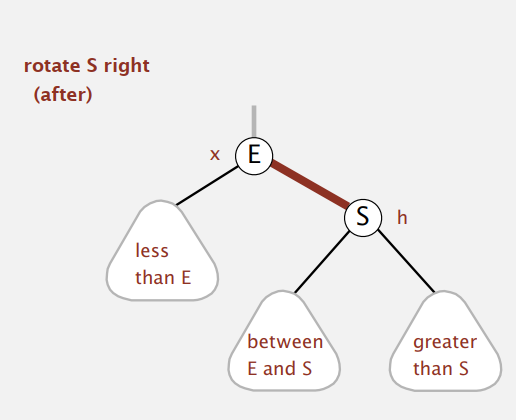 rotate S right
(after)
x
E
S
h
less
than E
between
E and S
greater
than S